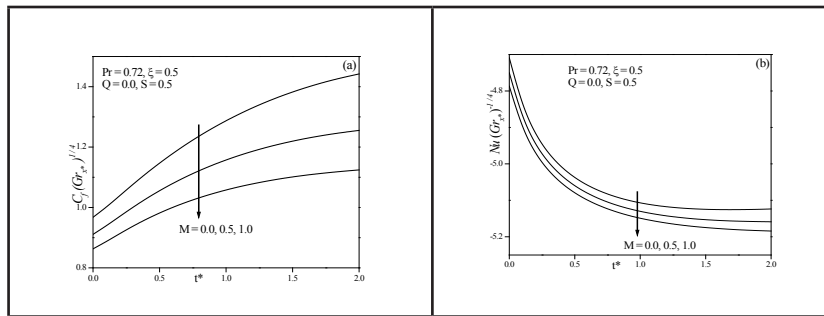 (a)
Pr = 0.72, ξ = 0.5
Q = 0.0, S = 0.5
1.4
1.2
1.0
0.8
C_f (Gr_x*)^1/4
M = 0.0, 0.5, 1.0
0.0 0.5 1.0 1.5 2.0
t*
(b)
Pr = 0.72, ξ = 0.5
Q = 0.0, S = 0.5
-4.8
-5.0
-5.2
Nu (Gr_x*)^-1/4
M = 0.0, 0.5, 1.0
0.0 0.5 1.0 1.5 2.0
t*